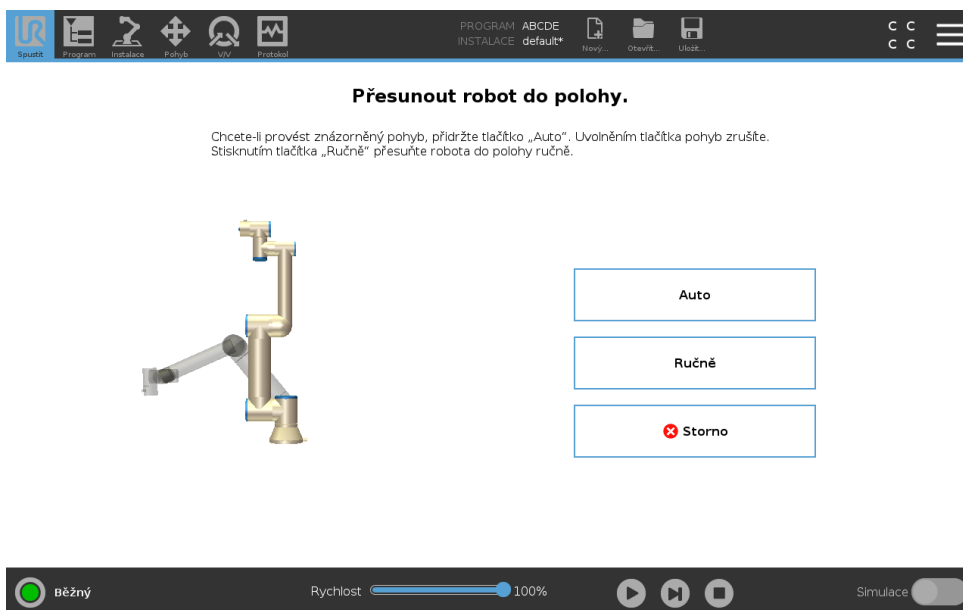 UR
Spustit
Program
Instalace
Pohyb
V/V
Protokol
PROGRAM ABCDE
INSTALACE default*
Nový...
Otevřít...
Uložit...
C C
C C
Přesunout robot do polohy.
Chcete-li provést znázorněný pohyb, přidržte tlačítko „Auto“. Uvolněním tlačítka pohyb zrušíte.
Stisknutím tlačítka „Ručně“ přesuňte robota do polohy ručně.
Auto
Ručně
Storno
Běžný
Rychlost 100%
Simulace